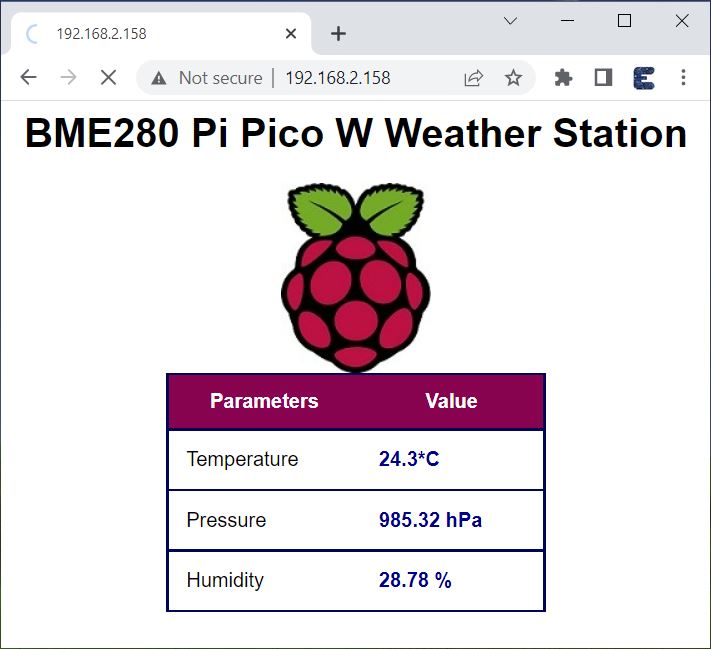 192.168.2.158
Not secure | 192.168.2.158
BME280 Pi Pico W Weather Station
Parameters Value
Temperature 24.3*C
Pressure 985.32 hPa
Humidity 28.78 %